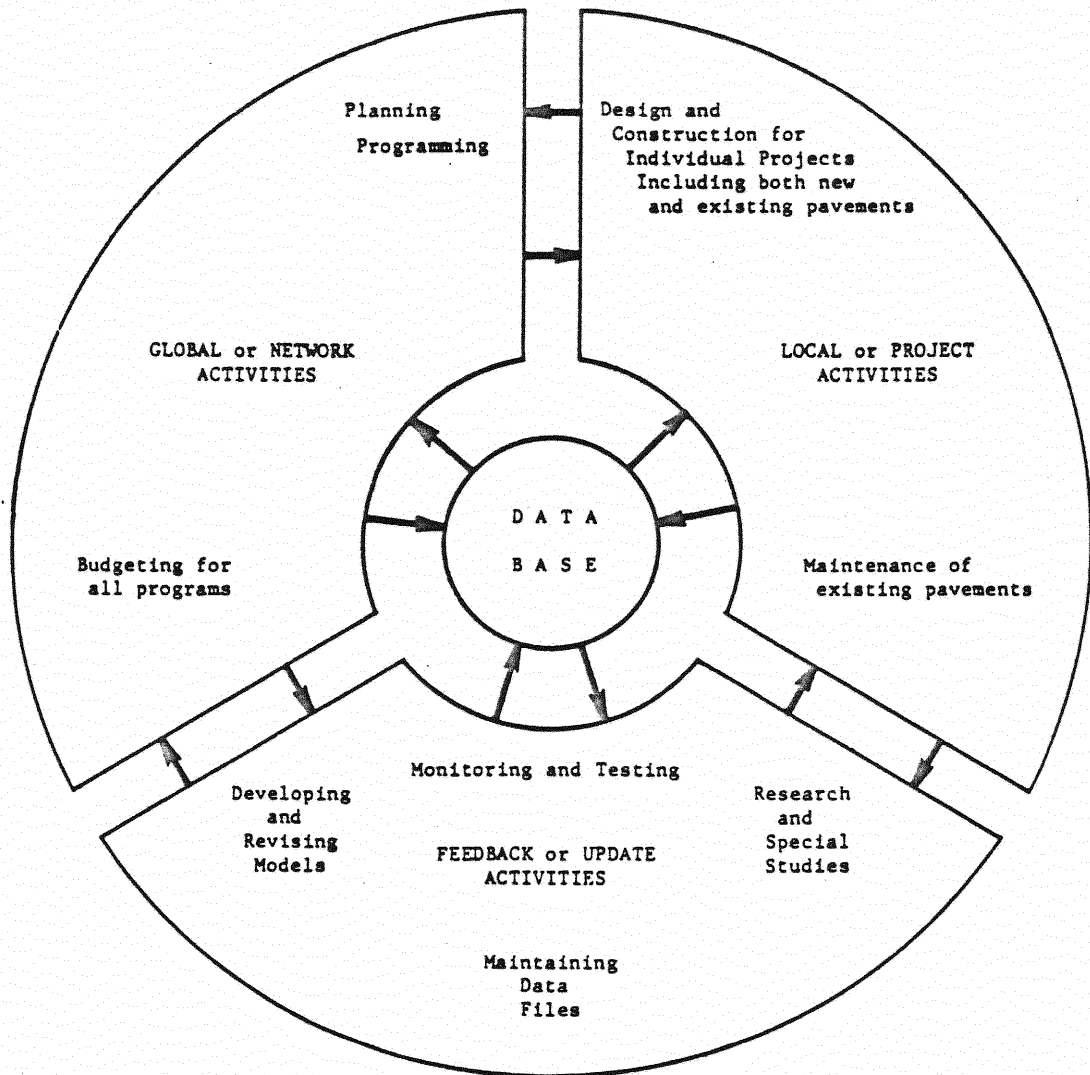 Planning
Programming
Design and
Construction for
Individual Projects
Including both new
and existing pavements
GLOBAL or NETWORK
ACTIVITIES
LOCAL or PROJECT
ACTIVITIES
D A T A
B A S E
Budgeting for
all programs
Maintenance of
existing pavements
Monitoring and Testing
Developing
and
Revising
Models
Research
and
Special
Studies
FEEDBACK or UPDATE
ACTIVITIES
Maintaining
Data
Files